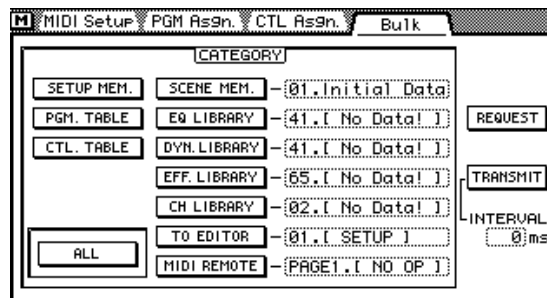 M MIDI Setup PGM Asgn. CTL Asgn. Bulk
CATEGORY
SETUP MEM. SCENE MEM. 01.Initial Data
PGM. TABLE EQ LIBRARY 41.[ No Data! ] REQUEST
CTL. TABLE DYN.LIBRARY 41.[ No Data! ]
EFF. LIBRARY 65.[ No Data! ] TRANSMIT
CH LIBRARY 02.[ No Data! ] INTERVAL
ALL TO EDITOR 01.[ SETUP ] 0 ms
MIDI REMOTE PAGE1.[ NO OP ]